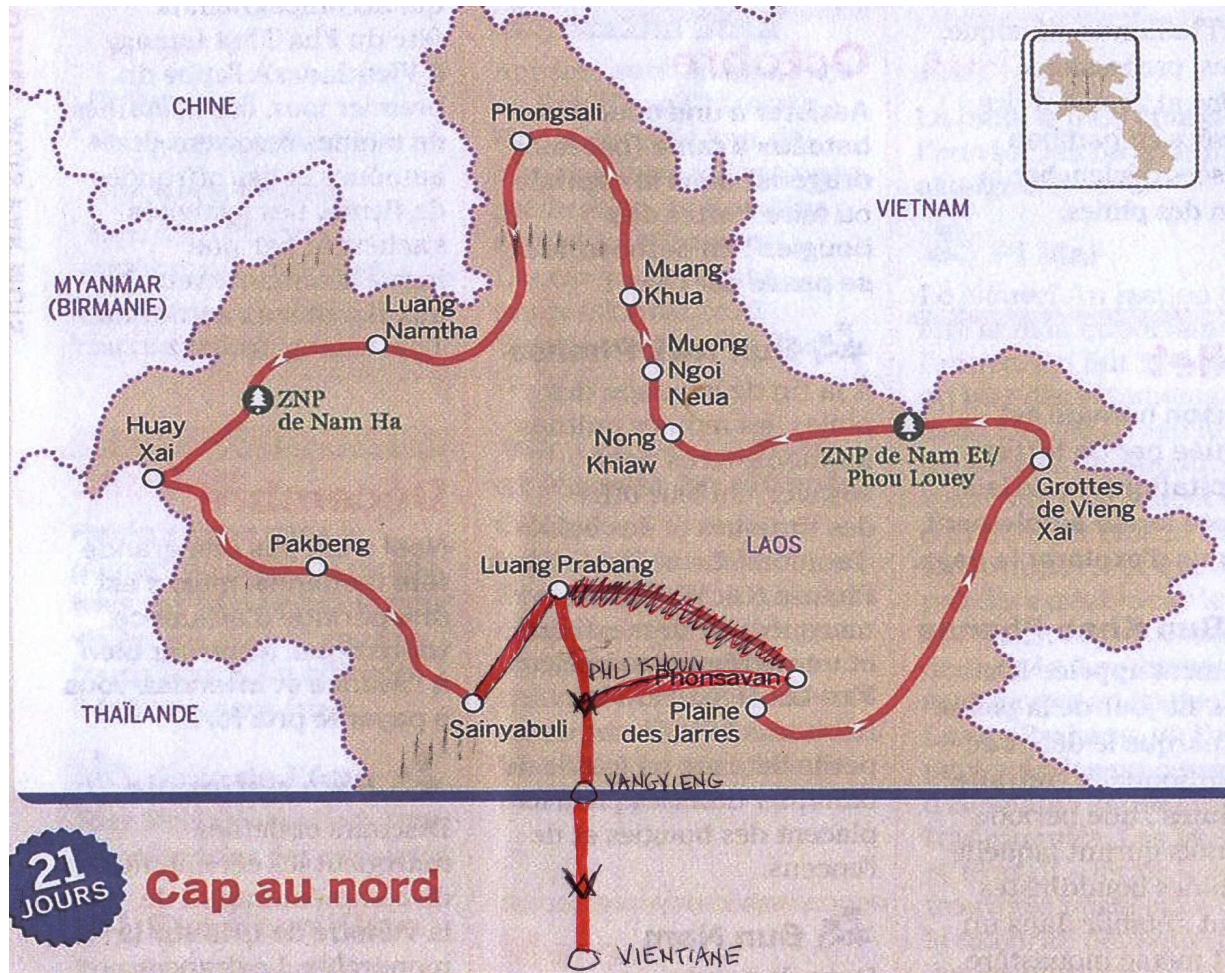 CHINE
Phongsali
VIETNAM
MYANMAR
(BIRMANIE)
Luang
Namtha
Muang
Khua
Muong
Ngoi
Neua
ZNP
de Nam Ha
Huay
Xai
Nong
Khiaw
ZNP de Nam Et/
Phou Louey
Grottes
de Vieng
Xai
Pakbeng
Luang Prabang
LAOS
PHU KHOUN
Phonsavan
THAÏLANDE
Sainyabuli
Plaine
des Jarres
VANGVIENG
21
JOURS
Cap au nord
VIENTIANE